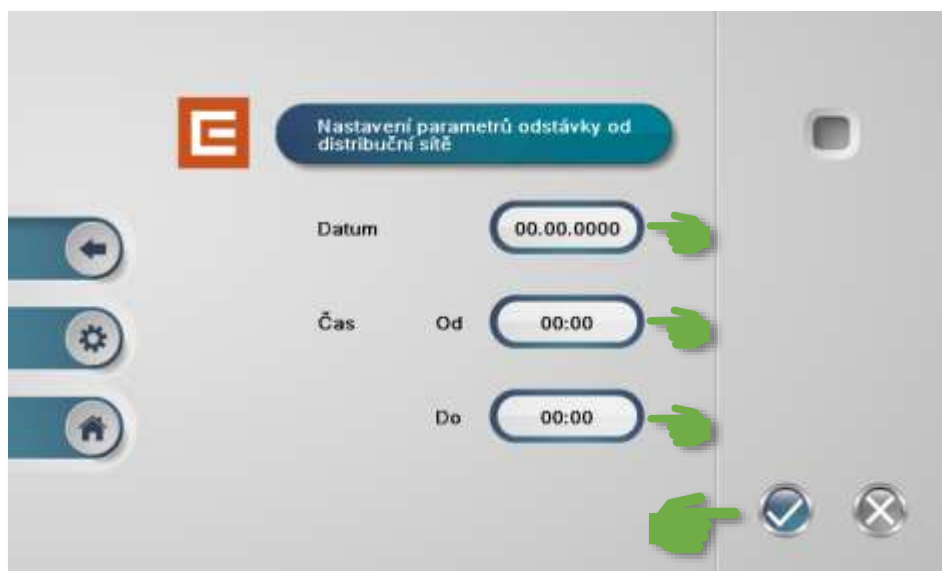 Nastavení parametrů odstávky od
distribuční sítě
Datum 00.00.0000
Čas Od 00:00
Do 00:00